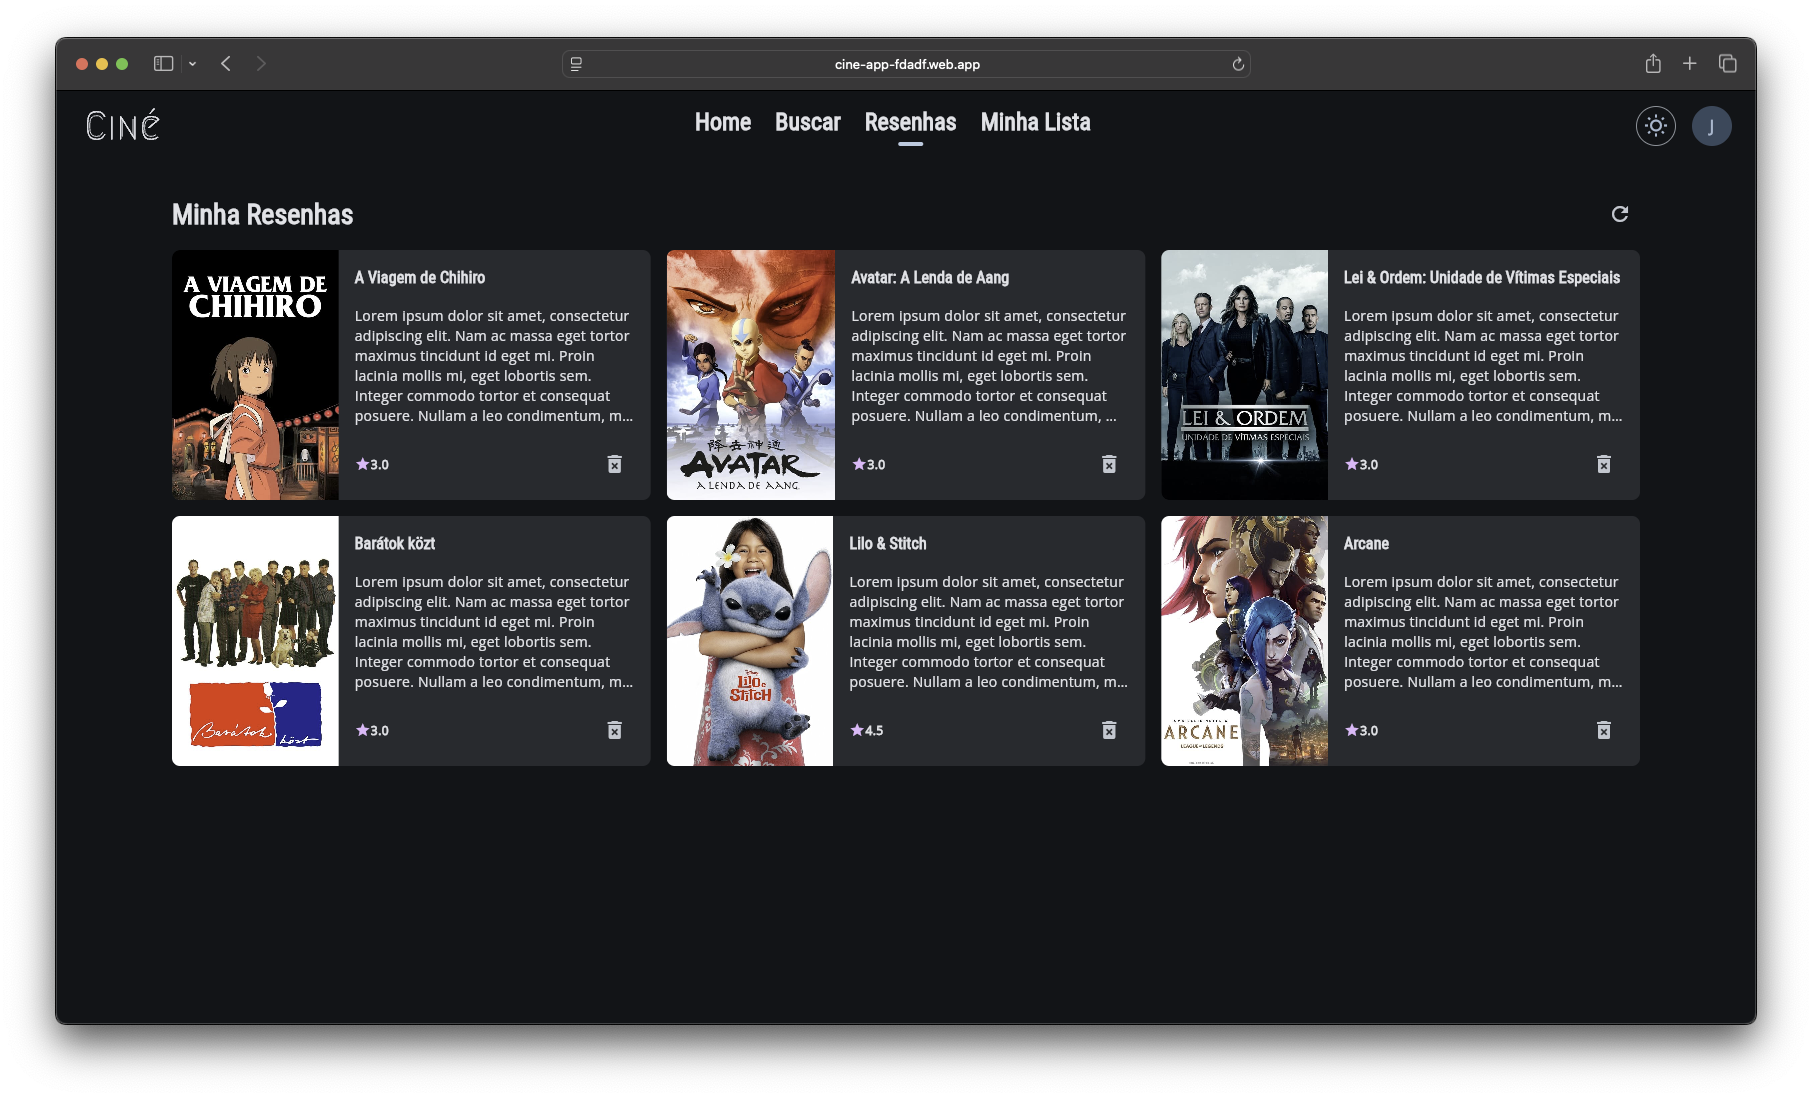 cine-app-fdadf.web.app
CINÉ
Home Buscar Resenhas Minha Lista
J
Minha Resenhas
A VIAGEM DE
CHIHIRO
A Viagem de Chihiro
Lorem ipsum dolor sit amet, consectetur
adipiscing elit. Nam ac massa eget tortor
maximus tincidunt id eget mi. Proin
lacinia mollis mi, eget lobortis sem.
Integer commodo tortor et consequat
posuere. Nullam a leo condimentum, m...
3.0
降去神通
AVATAR
A LENDA DE AANG
Avatar: A Lenda de Aang
Lorem ipsum dolor sit amet, consectetur
adipiscing elit. Nam ac massa eget tortor
maximus tincidunt id eget mi. Proin
lacinia mollis mi, eget lobortis sem.
Integer commodo tortor et consequat
posuere. Nullam a leo condimentum, ...
3.0
LEI & ORDEM
UNIDADE DE VÍTIMAS ESPECIAIS
Lei & Ordem: Unidade de Vítimas Especiais
Lorem ipsum dolor sit amet, consectetur
adipiscing elit. Nam ac massa eget tortor
maximus tincidunt id eget mi. Proin
lacinia mollis mi, eget lobortis sem.
Integer commodo tortor et consequat
posuere. Nullam a leo condimentum, m...
3.0
Barátok közt
Barátok közt
Lorem ipsum dolor sit amet, consectetur
adipiscing elit. Nam ac massa eget tortor
maximus tincidunt id eget mi. Proin
lacinia mollis mi, eget lobortis sem.
Integer commodo tortor et consequat
posuere. Nullam a leo condimentum, m...
3.0
Disney
LILO &
STITCH
Lilo & Stitch
Lorem ipsum dolor sit amet, consectetur
adipiscing elit. Nam ac massa eget tortor
maximus tincidunt id eget mi. Proin
lacinia mollis mi, eget lobortis sem.
Integer commodo tortor et consequat
posuere. Nullam a leo condimentum, m...
4.5
ARCANE
LEAGUE OF LEGENDS
Arcane
Lorem ipsum dolor sit amet, consectetur
adipiscing elit. Nam ac massa eget tortor
maximus tincidunt id eget mi. Proin
lacinia mollis mi, eget lobortis sem.
Integer commodo tortor et consequat
posuere. Nullam a leo condimentum, m...
3.0